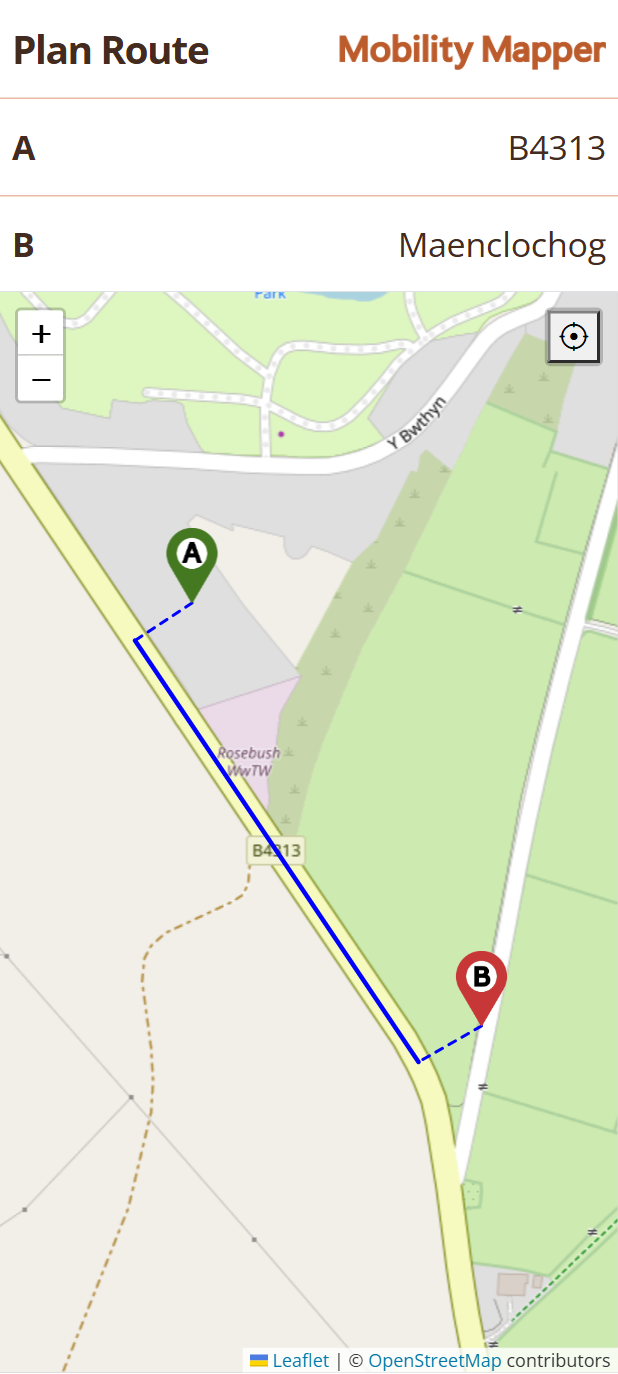 Plan Route Mobility Mapper
A B4313
B Maenclochog
Park
+
−
Y Bwthyn
A
Rosebush
WwTW
B4313
B
Leaflet | © OpenStreetMap contributors